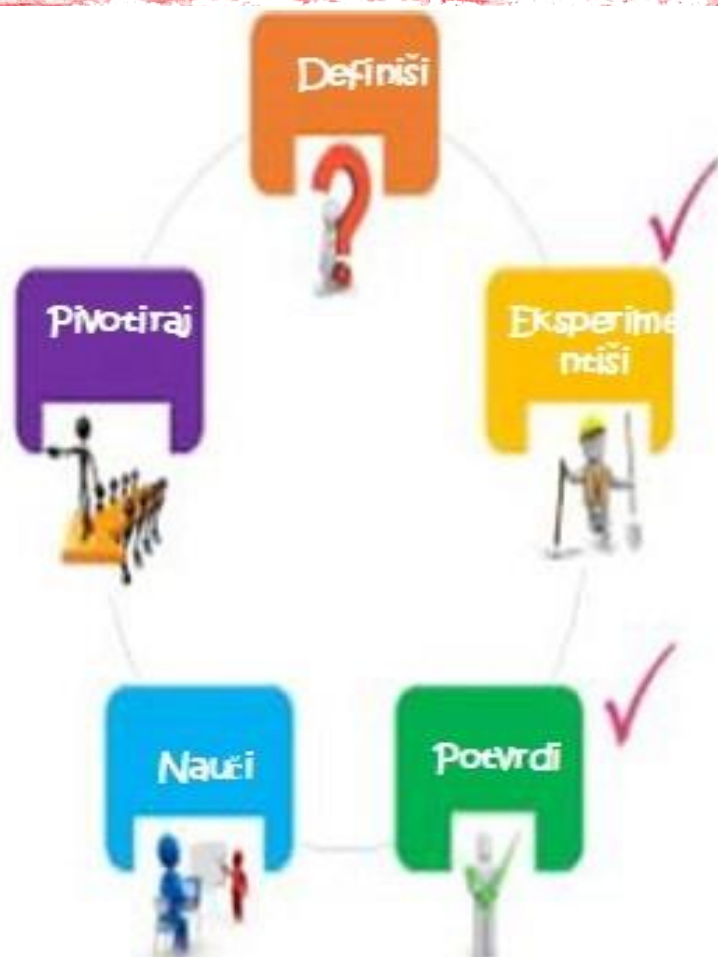 Definiši
Eksperime
ntiši
Potvrdi
Nauči
Pivotiraj